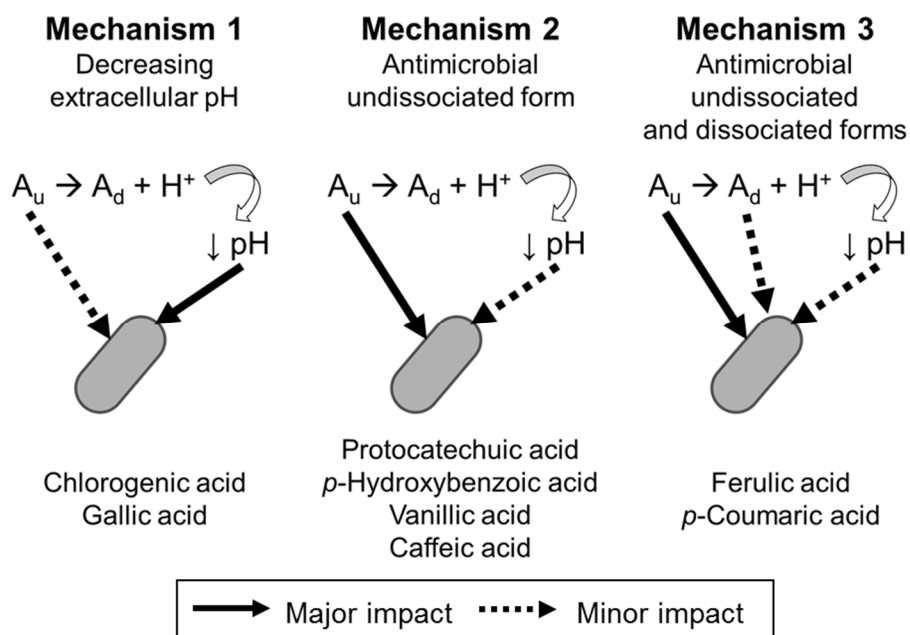 Mechanism 1
Decreasing
extracellular pH
Au → Ad + H+
↓ pH
Chlorogenic acid
Gallic acid
Mechanism 2
Antimicrobial
undissociated form
Au → Ad + H+
↓ pH
Protocatechuic acid
p-Hydroxybenzoic acid
Vanillic acid
Caffeic acid
Mechanism 3
Antimicrobial
undissociated
and dissociated forms
Au → Ad + H+
↓ pH
Ferulic acid
p-Coumaric acid
Major impact
Minor impact